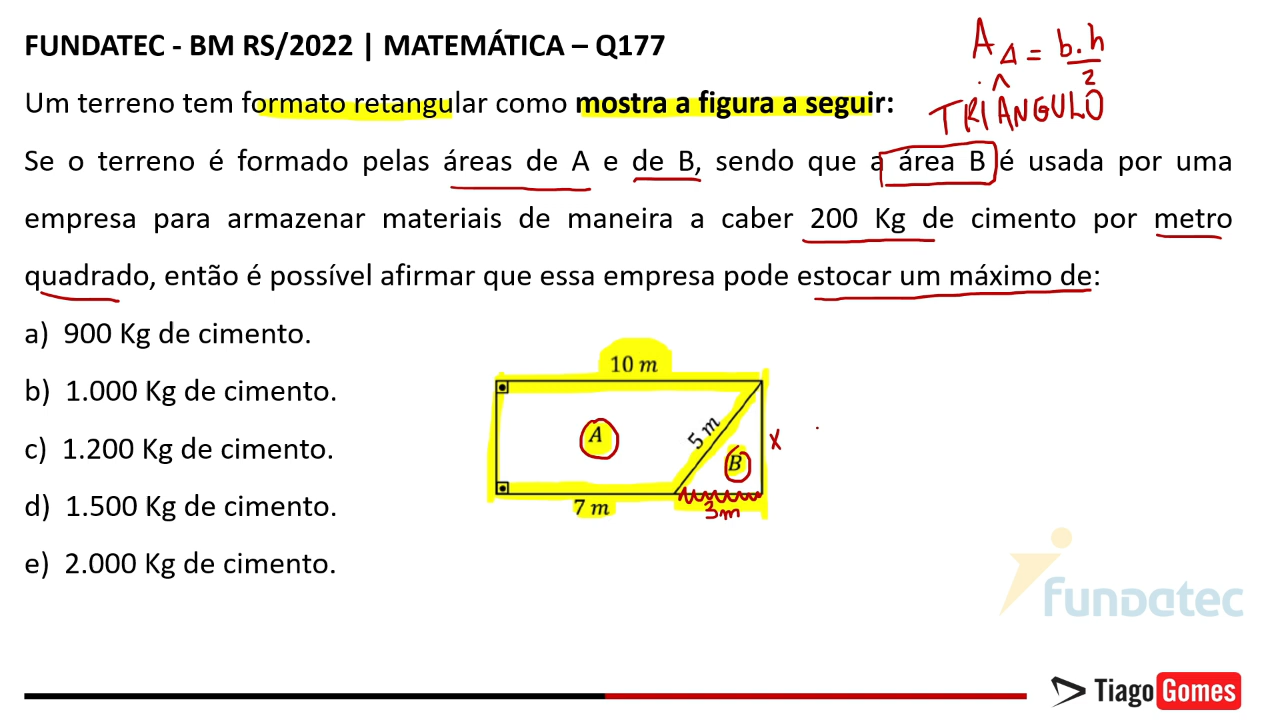 FUNDATEC - BM RS/2022 | MATEMÁTICA – Q177
A△ = b.h
2
TRIÂNGULO
Um terreno tem formato retangular como mostra a figura a seguir:
Se o terreno é formado pelas áreas de A e de B, sendo que a área B é usada por uma
empresa para armazenar materiais de maneira a caber 200 Kg de cimento por metro
quadrado, então é possível afirmar que essa empresa pode estocar um máximo de:
a) 900 Kg de cimento.
b) 1.000 Kg de cimento.
c) 1.200 Kg de cimento.
d) 1.500 Kg de cimento.
e) 2.000 Kg de cimento.
10 m
A
5 m
B
x
7 m
3m
fundatec
Tiago Gomes